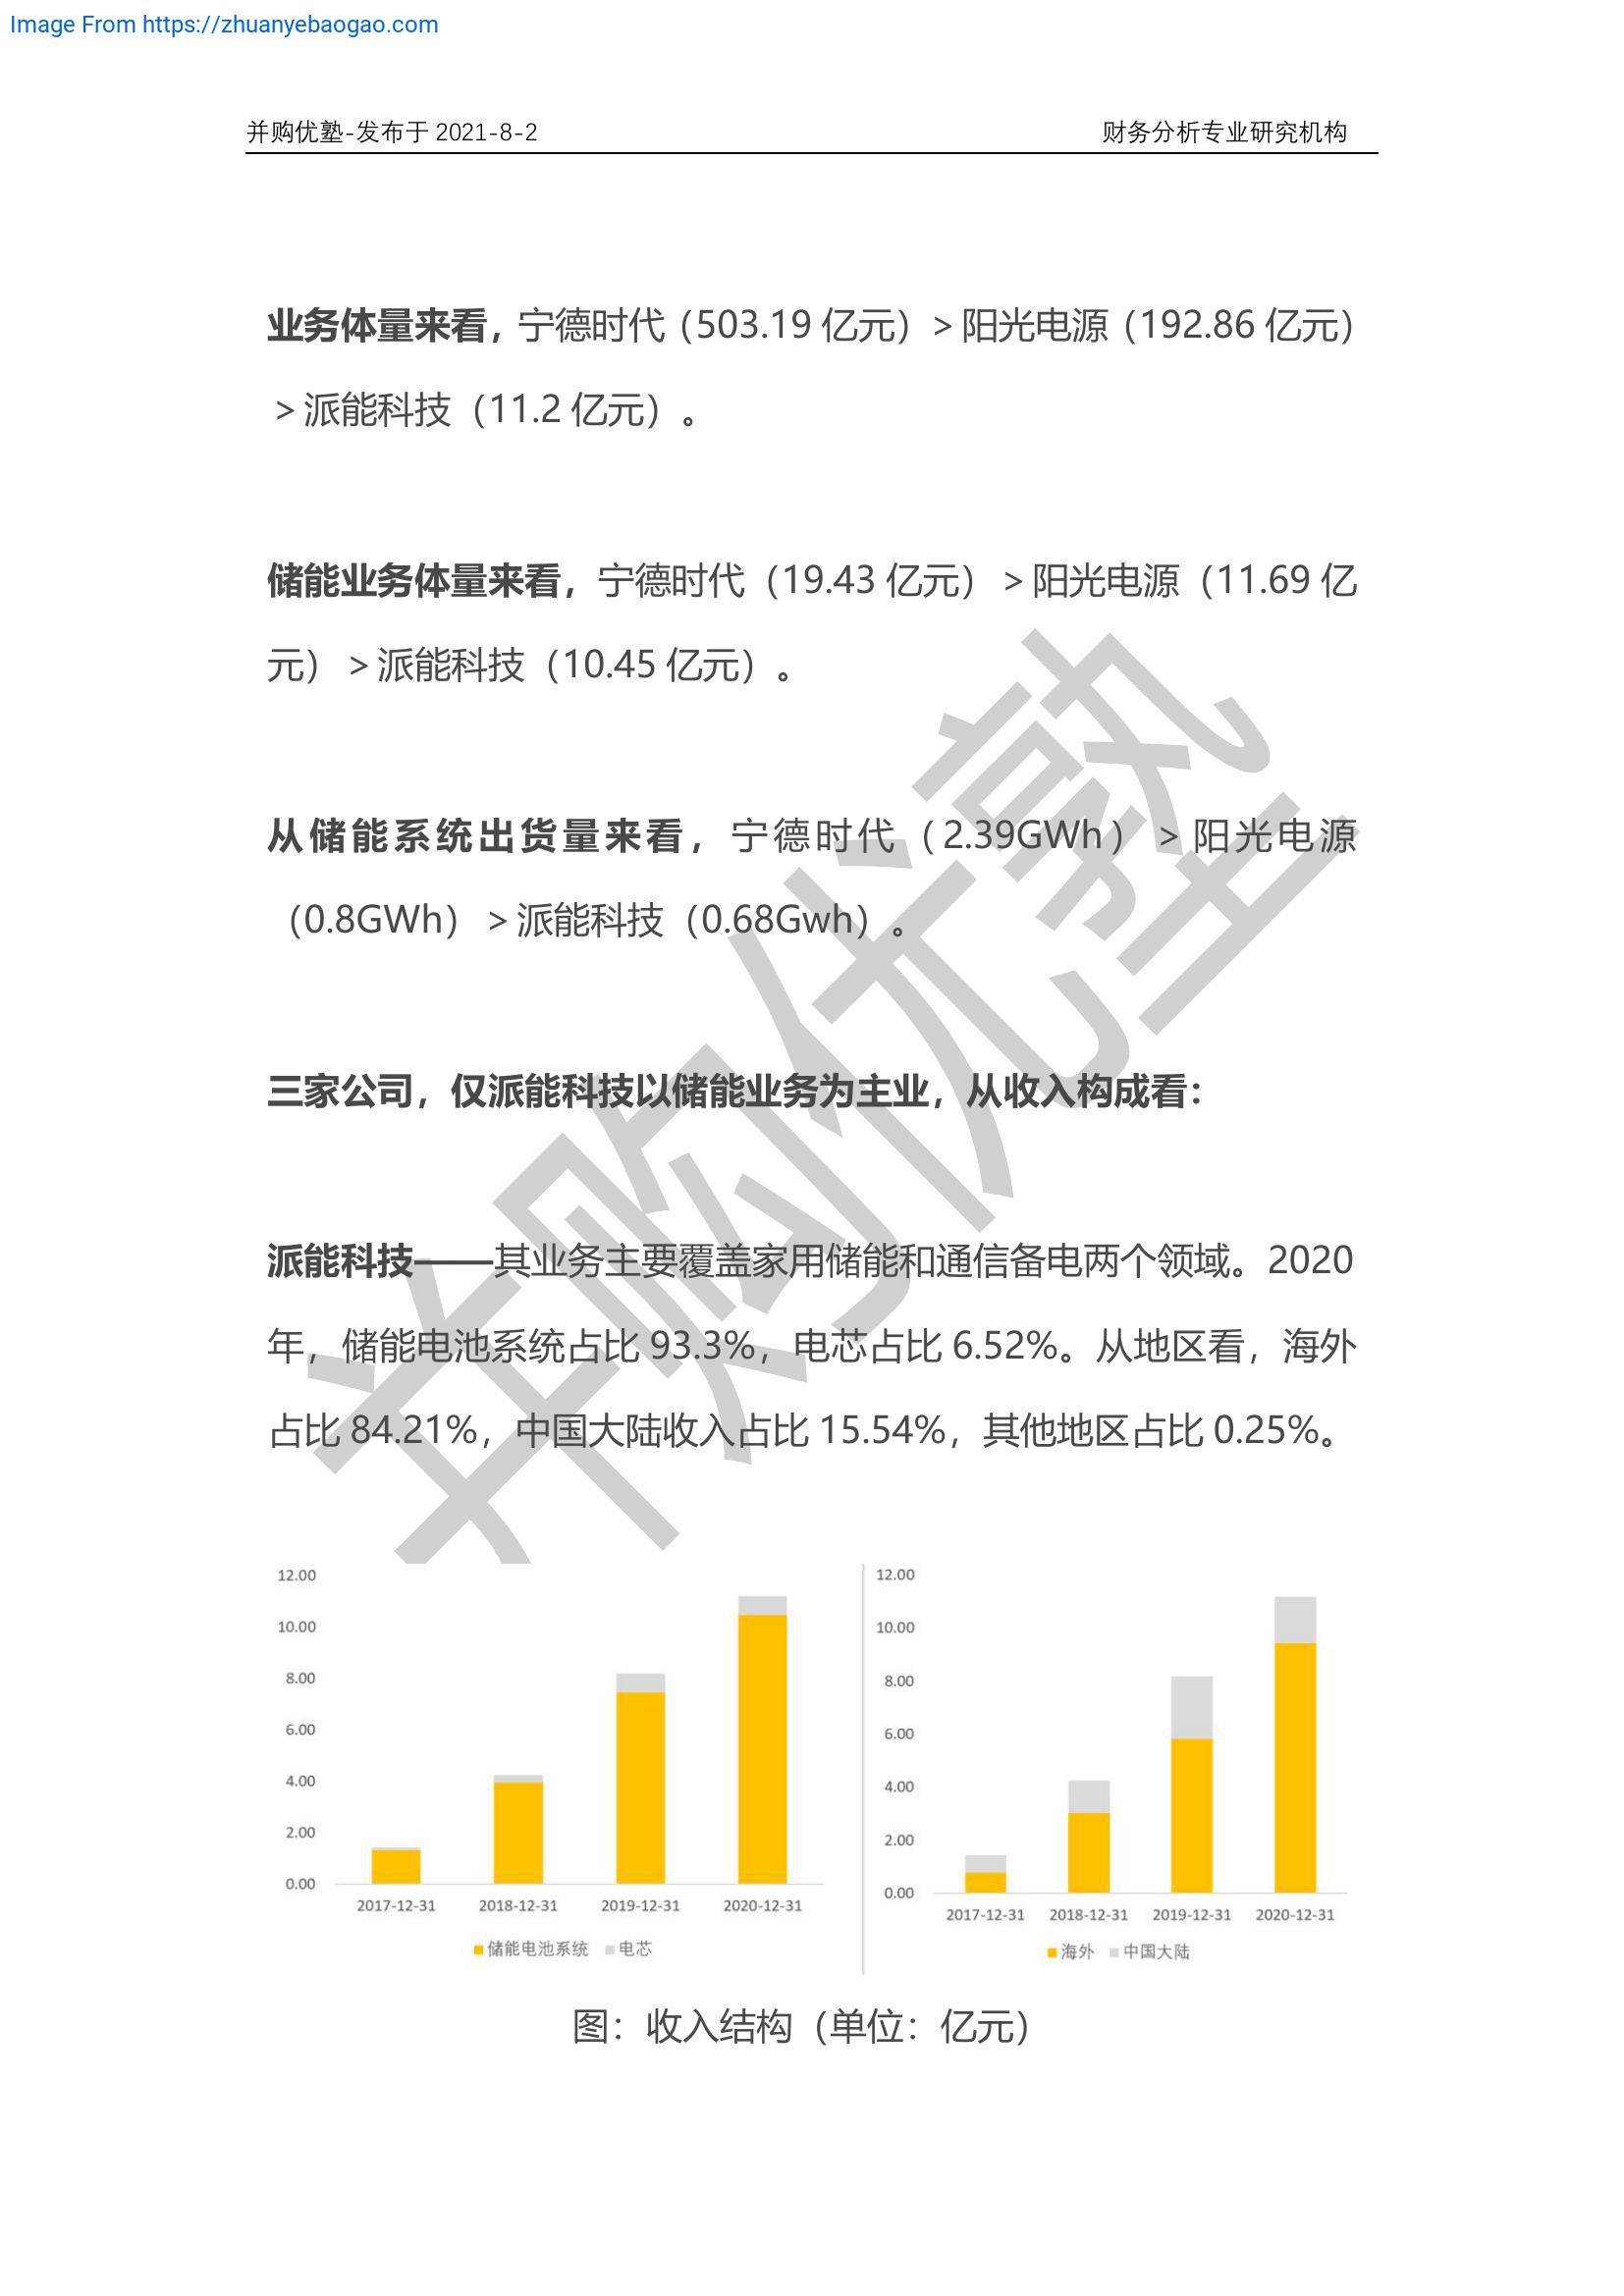 Image From https://zhuanyebaogao.com
并购优塾-发布于 2021-8-2 财务分析专业研究机构
业务体量来看，宁德时代（503.19 亿元）＞阳光电源（192.86 亿元）
＞派能科技（11.2 亿元）。
储能业务体量来看，宁德时代（19.43 亿元）＞阳光电源（11.69 亿
元）＞派能科技（10.45 亿元）。
从储能系统出货量来看，宁德时代（2.39GWh）＞阳光电源
（0.8GWh）＞派能科技（0.68Gwh）。
三家公司，仅派能科技以储能业务为主业，从收入构成看：
派能科技——其业务主要覆盖家用储能和通信备电两个领域。2020
年，储能电池系统占比 93.3%，电芯占比 6.52%。从地区看，海外
占比 84.21%，中国大陆收入占比 15.54%，其他地区占比 0.25%。
并购优塾
12.00
10.00
8.00
6.00
4.00
2.00
0.00
2017-12-31 2018-12-31 2019-12-31 2020-12-31
储能电池系统 电芯
12.00
10.00
8.00
6.00
4.00
2.00
0.00
2017-12-31 2018-12-31 2019-12-31 2020-12-31
海外 中国大陆
图：收入结构（单位：亿元）